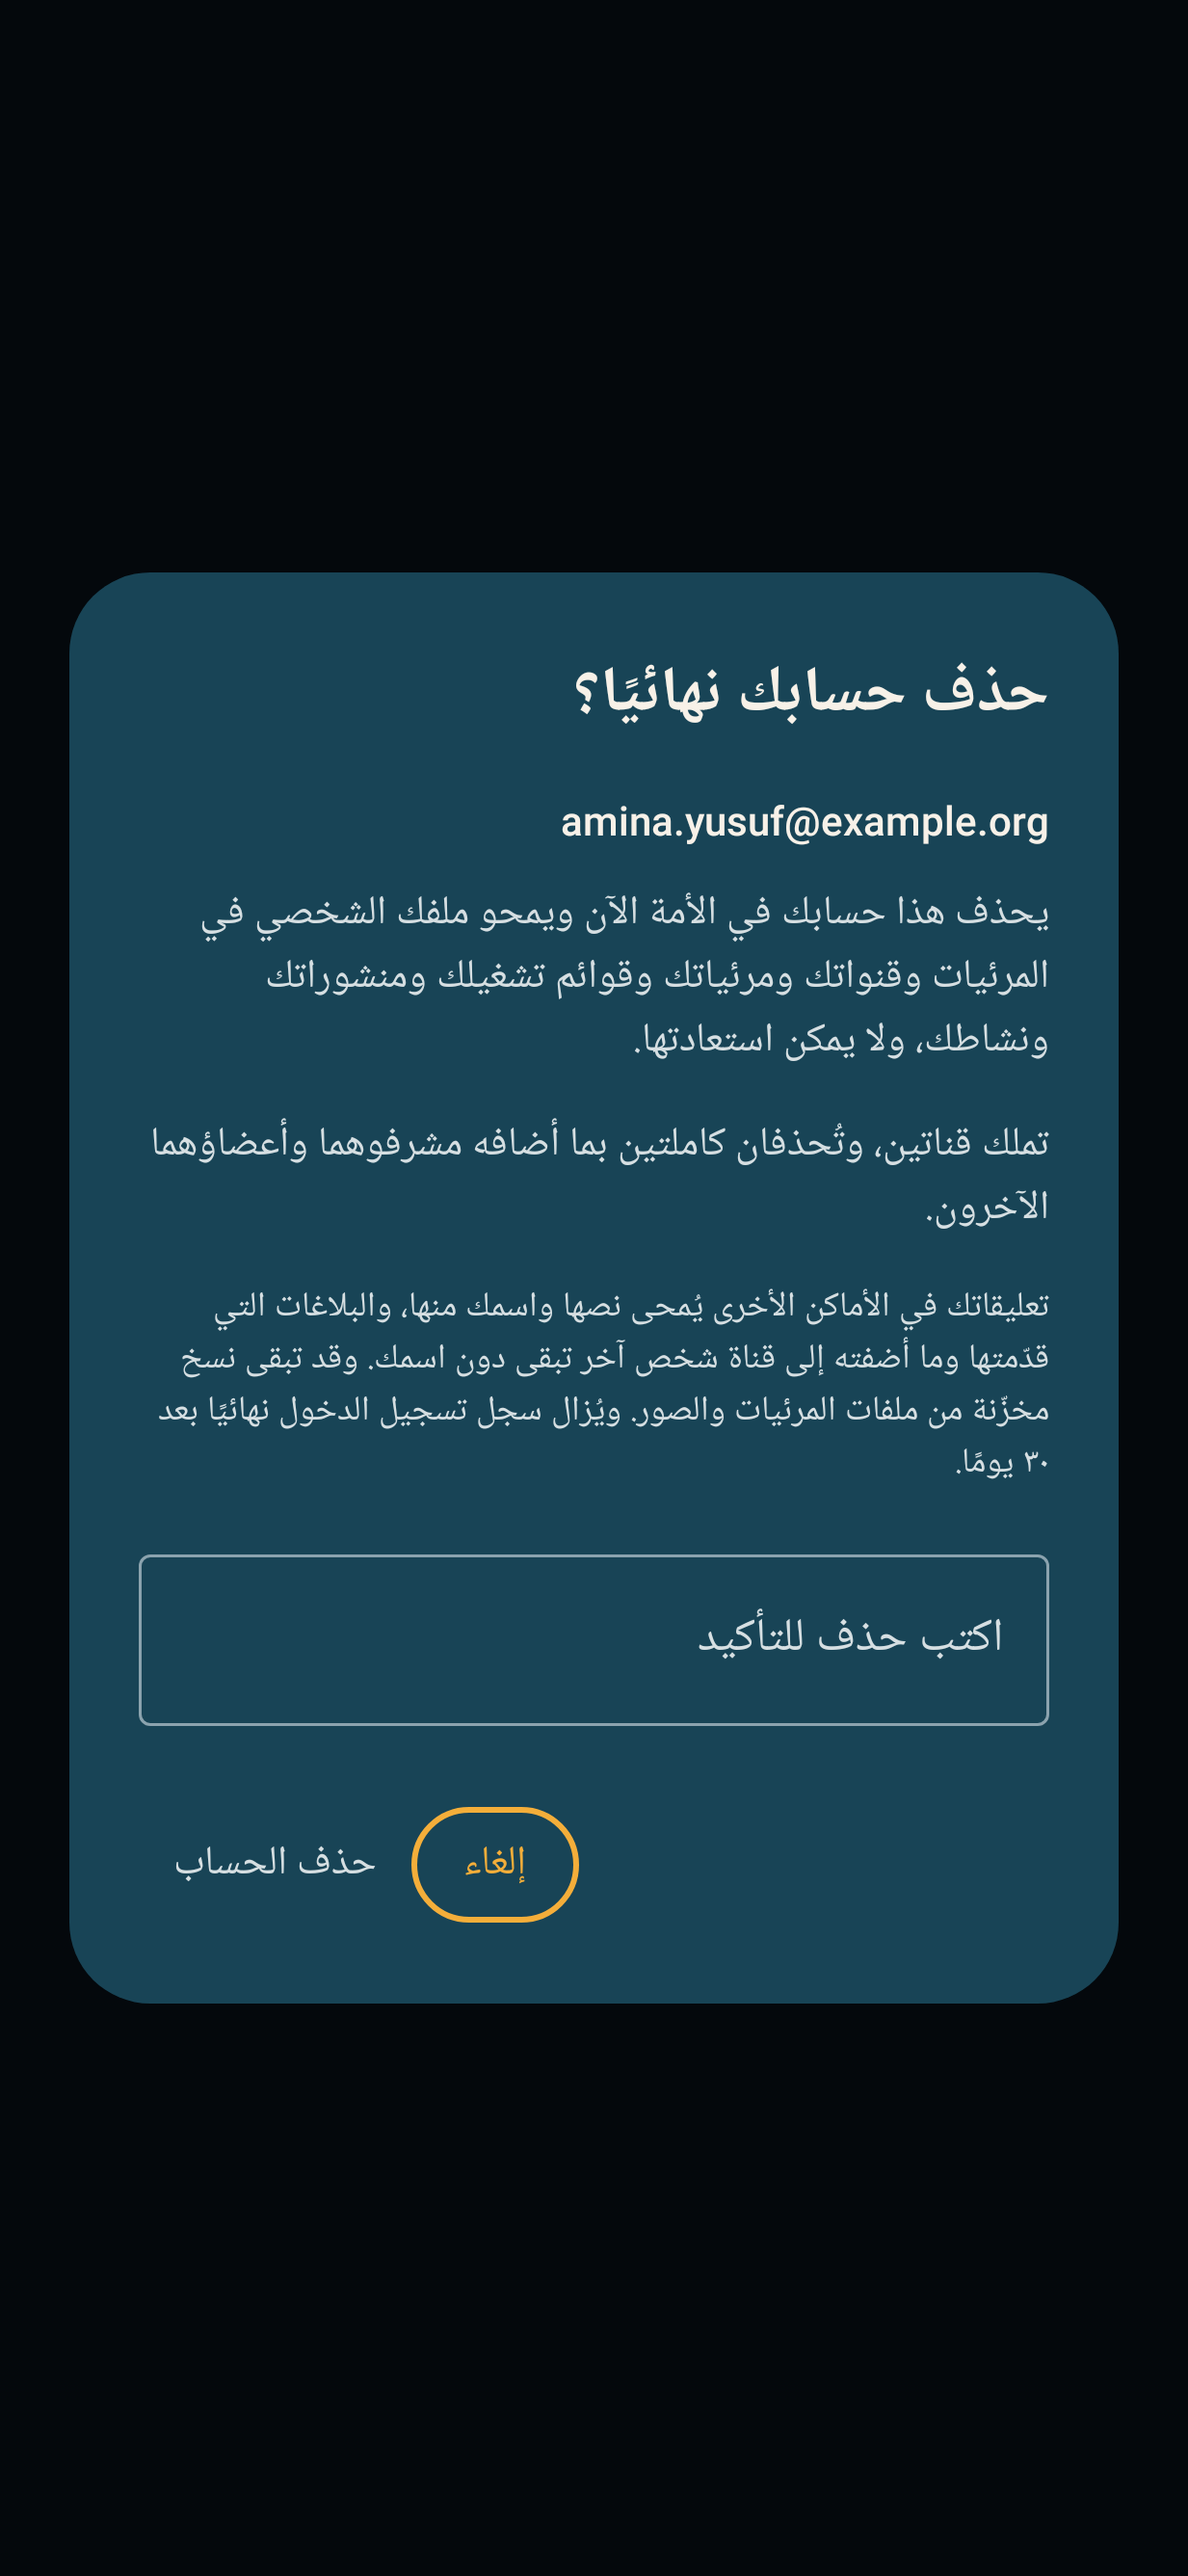 حذف حسابك نهائيًا؟
amina.yusuf@example.org
يحذف هذا حسابك في الأمة الآن ويمحو ملفك الشخصي في
المرئيات وقنواتك ومرئياتك وقوائم تشغيلك ومنشوراتك
ونشاطك، ولا يمكن استعادتها.
تملك قناتين، وتُحذفان كاملتين بما أضافه مشرفوهما وأعضاؤهما
الآخرون.
تعليقاتك في الأماكن الأخرى يُمحى نصها واسمك منها، والبلاغات التي
قدّمتها وما أضفته إلى قناة شخص آخر تبقى دون اسمك. وقد تبقى نسخ
مخزّنة من ملفات المرئيات والصور. ويُزال سجل تسجيل الدخول نهائيًا بعد
٣٠ يومًا.
اكتب حذف للتأكيد
إلغاء
حذف الحساب